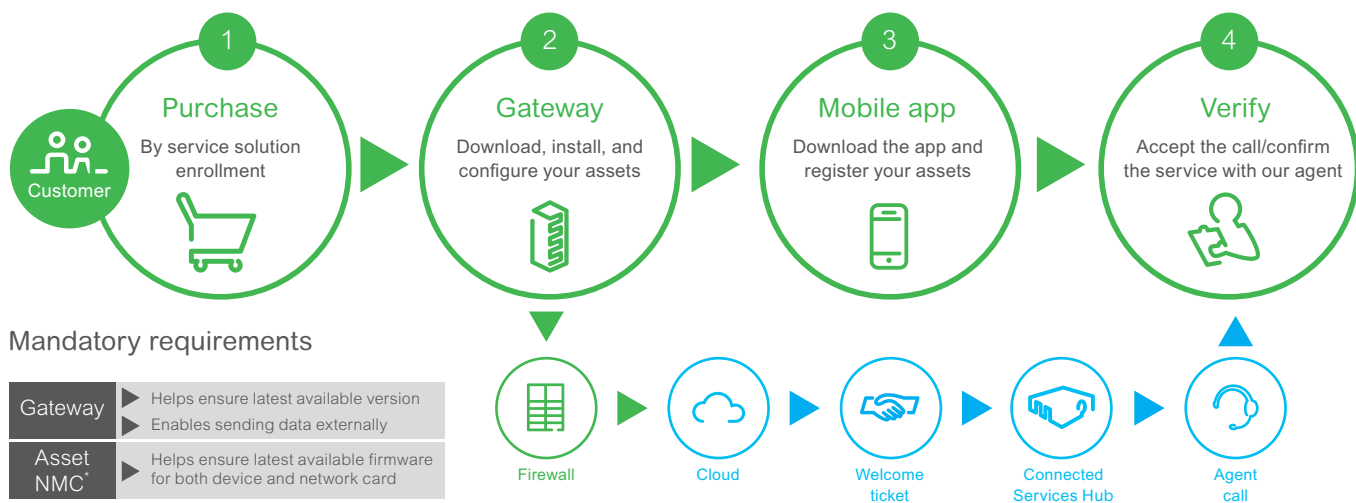 1
Purchase
By service solution
enrollment
Customer
2
Gateway
Download, install, and
configure your assets
3
Mobile app
Download the app and
register your assets
4
Verify
Accept the call/confirm
the service with our agent
Mandatory requirements
Gateway
Helps ensure latest available version
Enables sending data externally
Asset
NMC*
Helps ensure latest available firmware
for both device and network card
Firewall
Cloud
Welcome
ticket
Connected
Services Hub
Agent
call